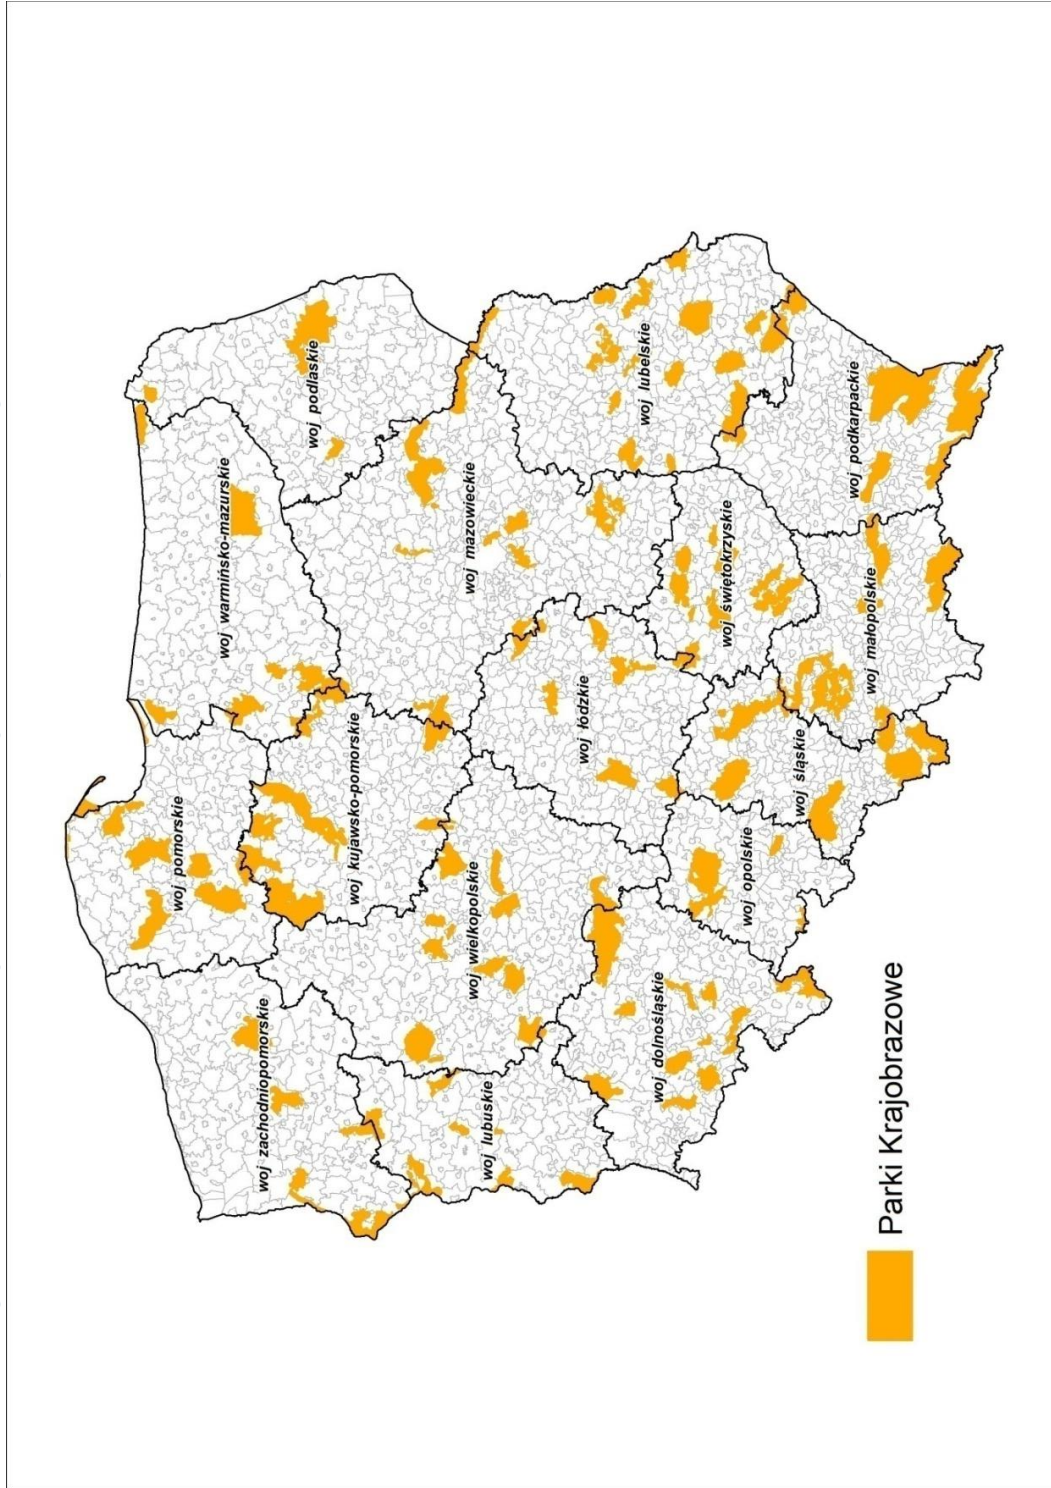 woj pomorskie
woj warmińsko-mazurskie
woj podlaskie
woj zachodniopomorskie
woj kujawsko-pomorskie
woj mazowieckie
woj wielkopolskie
woj lubuskie
woj łódzkie
woj lubelskie
woj dolnośląskie
woj opolskie
woj śląskie
woj świętokrzyskie
woj małopolskie
woj podkarpackie
Parki Krajobrazowe